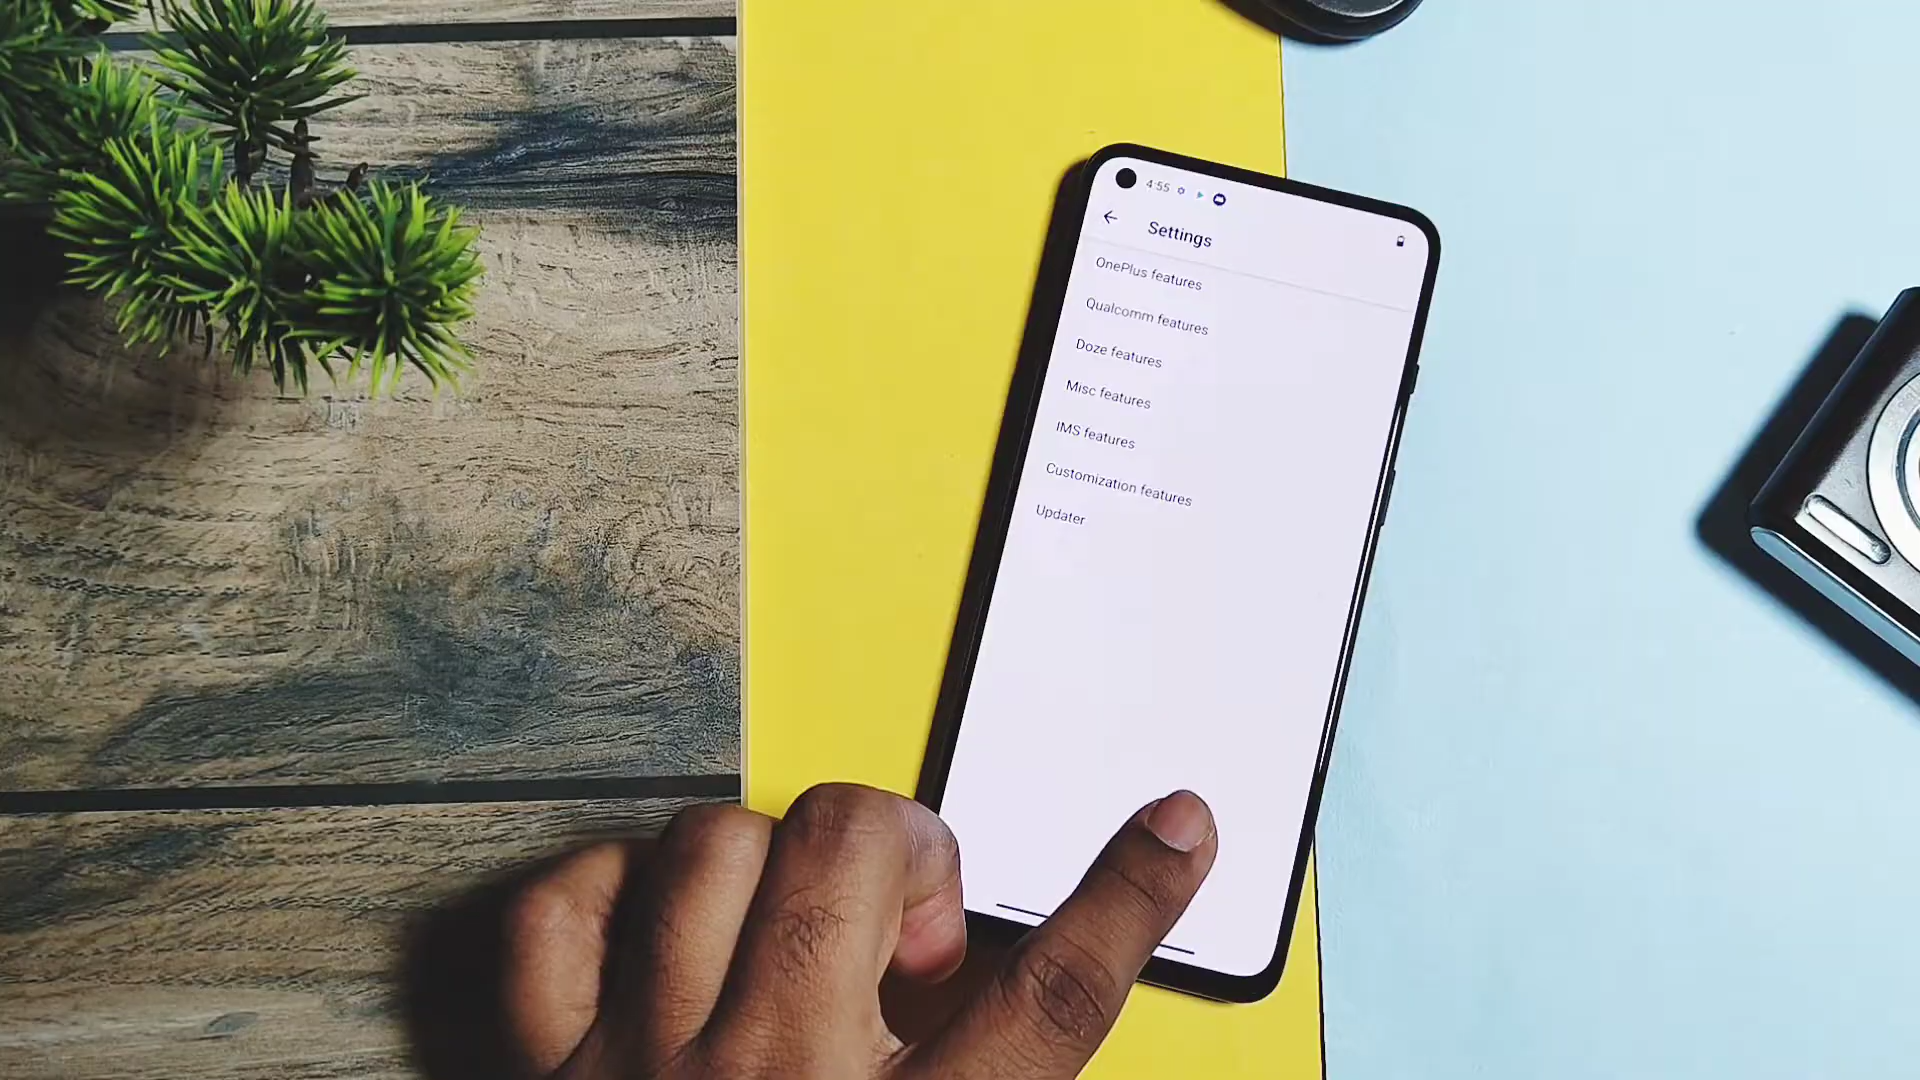 4:55
Settings
OnePlus features
Qualcomm features
Doze features
Misc features
IMS features
Customization features
Updater